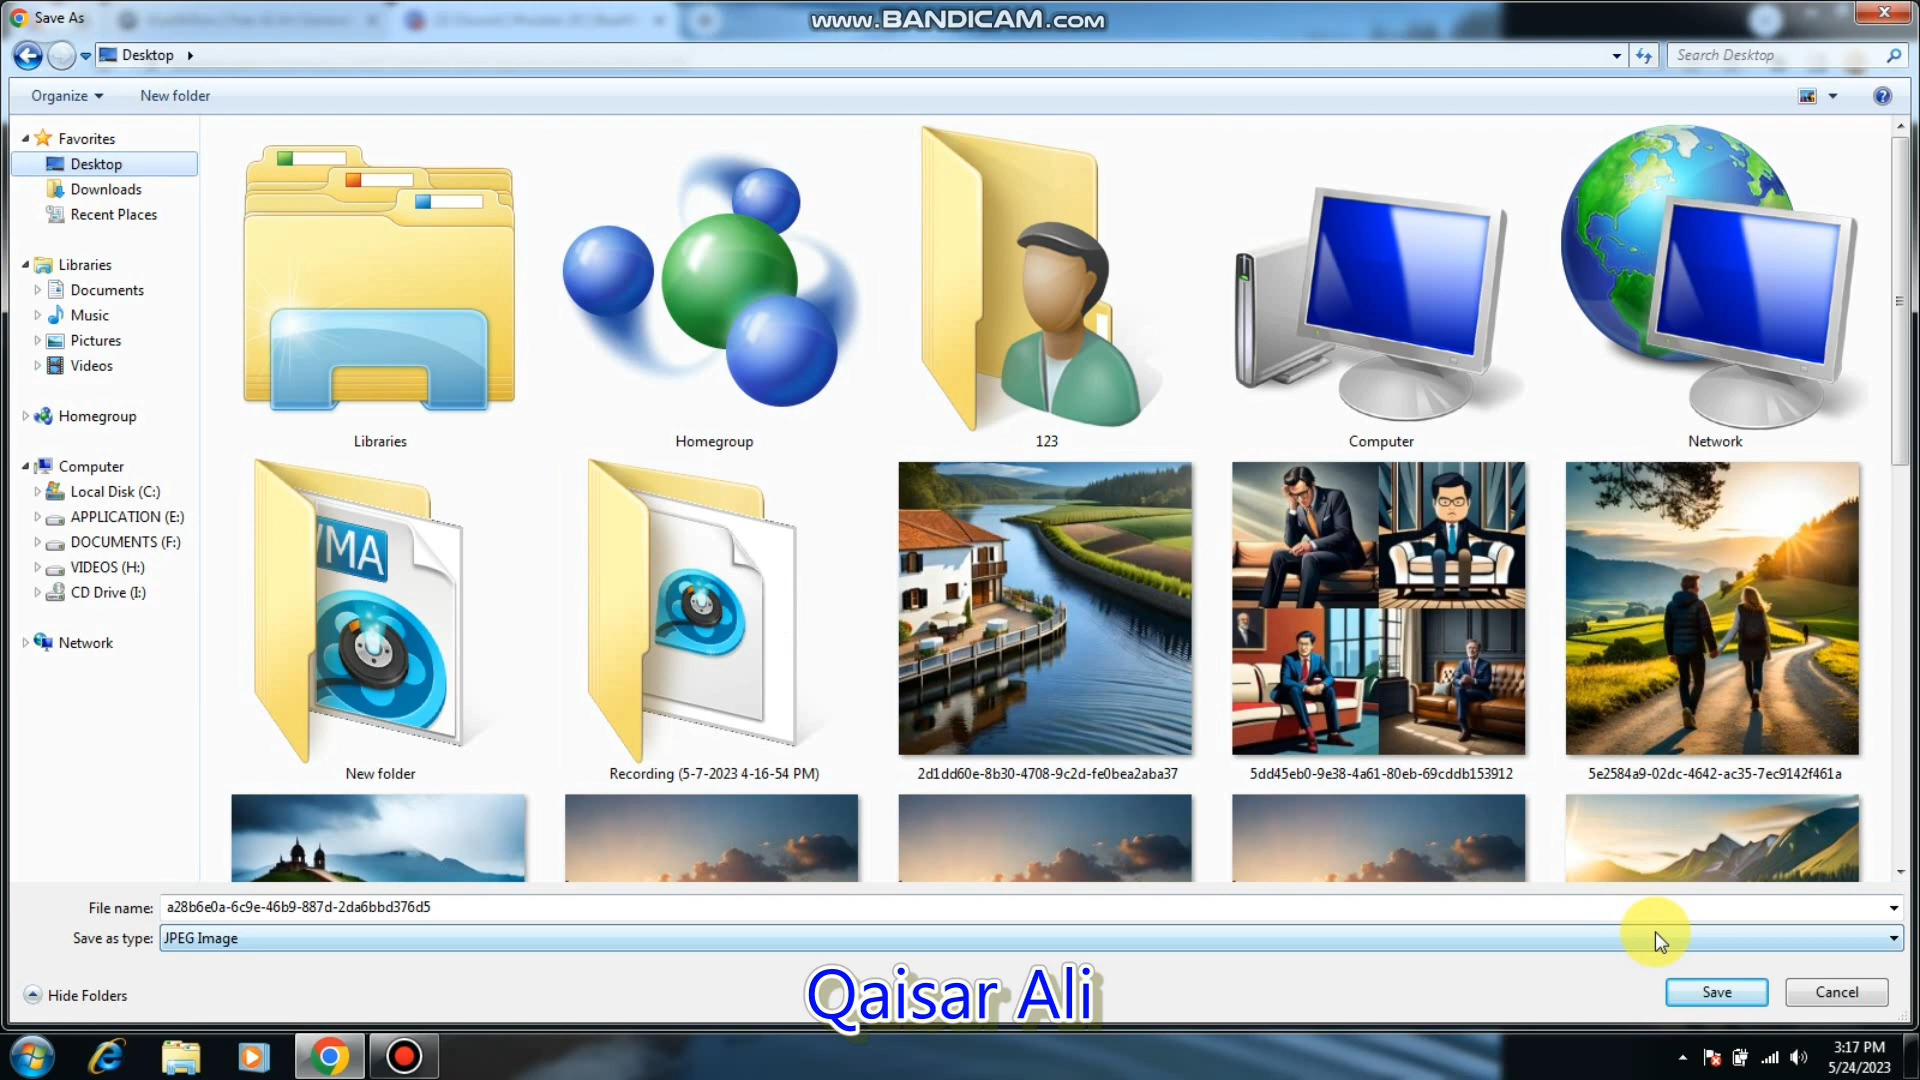 Save As
www.BANDICAM.com
Desktop
Search Desktop
Organize
New folder
Favorites
Desktop
Downloads
Recent Places
Libraries
Documents
Music
Pictures
Videos
Homegroup
Computer
Local Disk (C:)
APPLICATION (E:)
DOCUMENTS (F:)
VIDEOS (H:)
CD Drive (I:)
Network
Libraries
Homegroup
123
Computer
Network
VMA
New folder
Recording (5-7-2023 4-16-54 PM)
2d1dd60e-8b30-4708-9c2d-fe0bea2aba37
5dd45eb0-9e38-4a61-80eb-69cddb153912
5e2584a9-02dc-4642-ac35-7ec9142f461a
File name: a28b6e0a-6c9e-46b9-887d-2da6bbd376d5
Save as type: JPEG Image
Hide Folders
Qaisar Ali
Save
Cancel
3:17 PM
5/24/2023